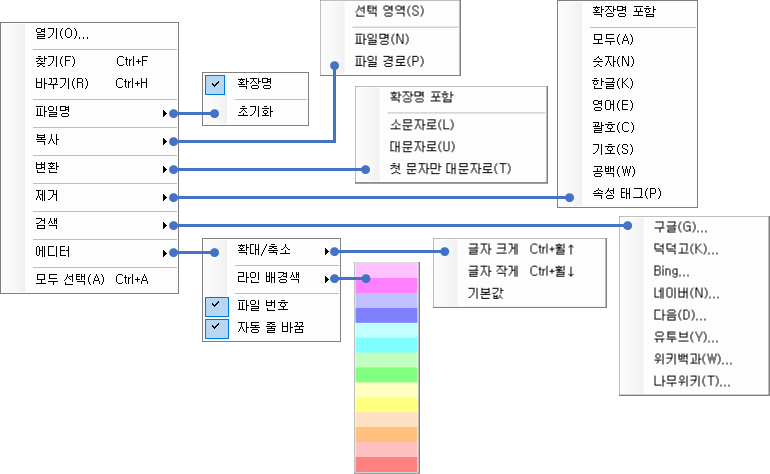 열기(O)...
찾기(F) Ctrl+F
바꾸기(R) Ctrl+H
파일명
복사
변환
제거
검색
에디터
모두 선택(A) Ctrl+A
확장명
초기화
선택 영역(S)
파일명(N)
파일 경로(P)
확장명 포함
소문자로(L)
대문자로(U)
첫 문자만 대문자로(T)
확장명 포함
모두(A)
숫자(N)
한글(K)
영어(E)
괄호(C)
기호(S)
공백(W)
속성 태그(P)
구글(G)...
덕덕고(K)...
Bing...
네이버(N)...
다음(D)...
유투브(Y)...
위키백과(W)...
나무위키(T)...
확대/축소
라인 배경색
파일 번호
자동 줄 바꿈
글자 크게 Ctrl+휠↑
글자 작게 Ctrl+휠↓
기본값